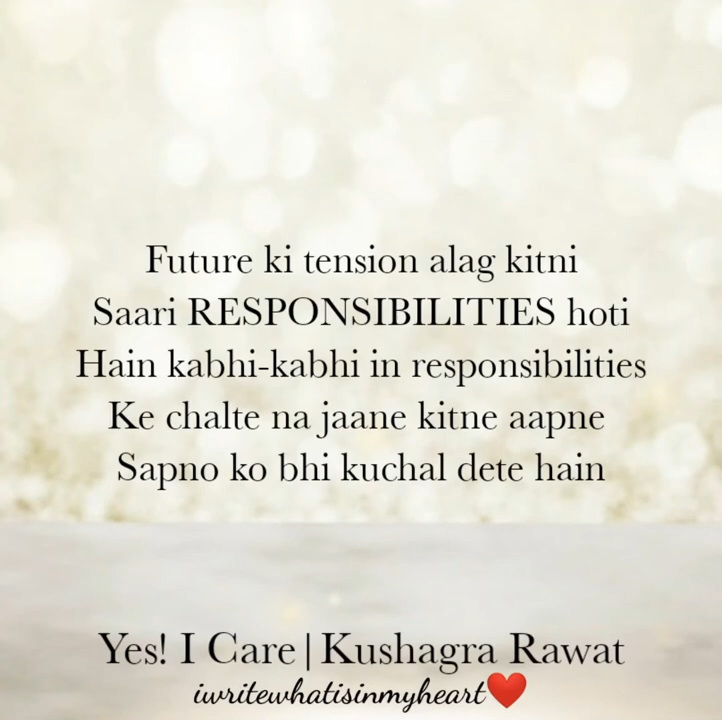 Future ki tension alag kitni
Saari RESPONSIBILITIES hoti
Hain kabhi-kabhi in responsibilities
Ke chalte na jaane kitne aapne
Sapno ko bhi kuchal dete hain
Yes! I Care|Kushagra Rawat
iwritewhatisinmyheart❤️